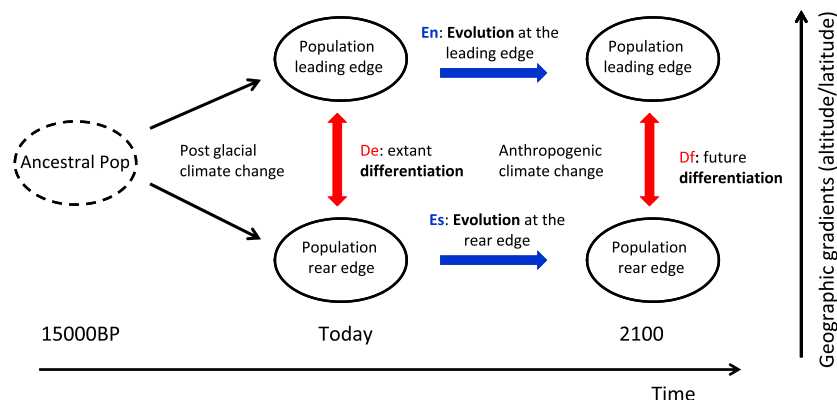 Population
leading edge
En: Evolution at the
leading edge
Population
leading edge
Ancestral Pop
Post glacial
climate change
De: extant
differentiation
Anthropogenic
climate change
Df: future
differentiation
Population
rear edge
Es: Evolution at the
rear edge
Population
rear edge
15000BP
Today
2100
Time
Geographic gradients (altitude/latitude)